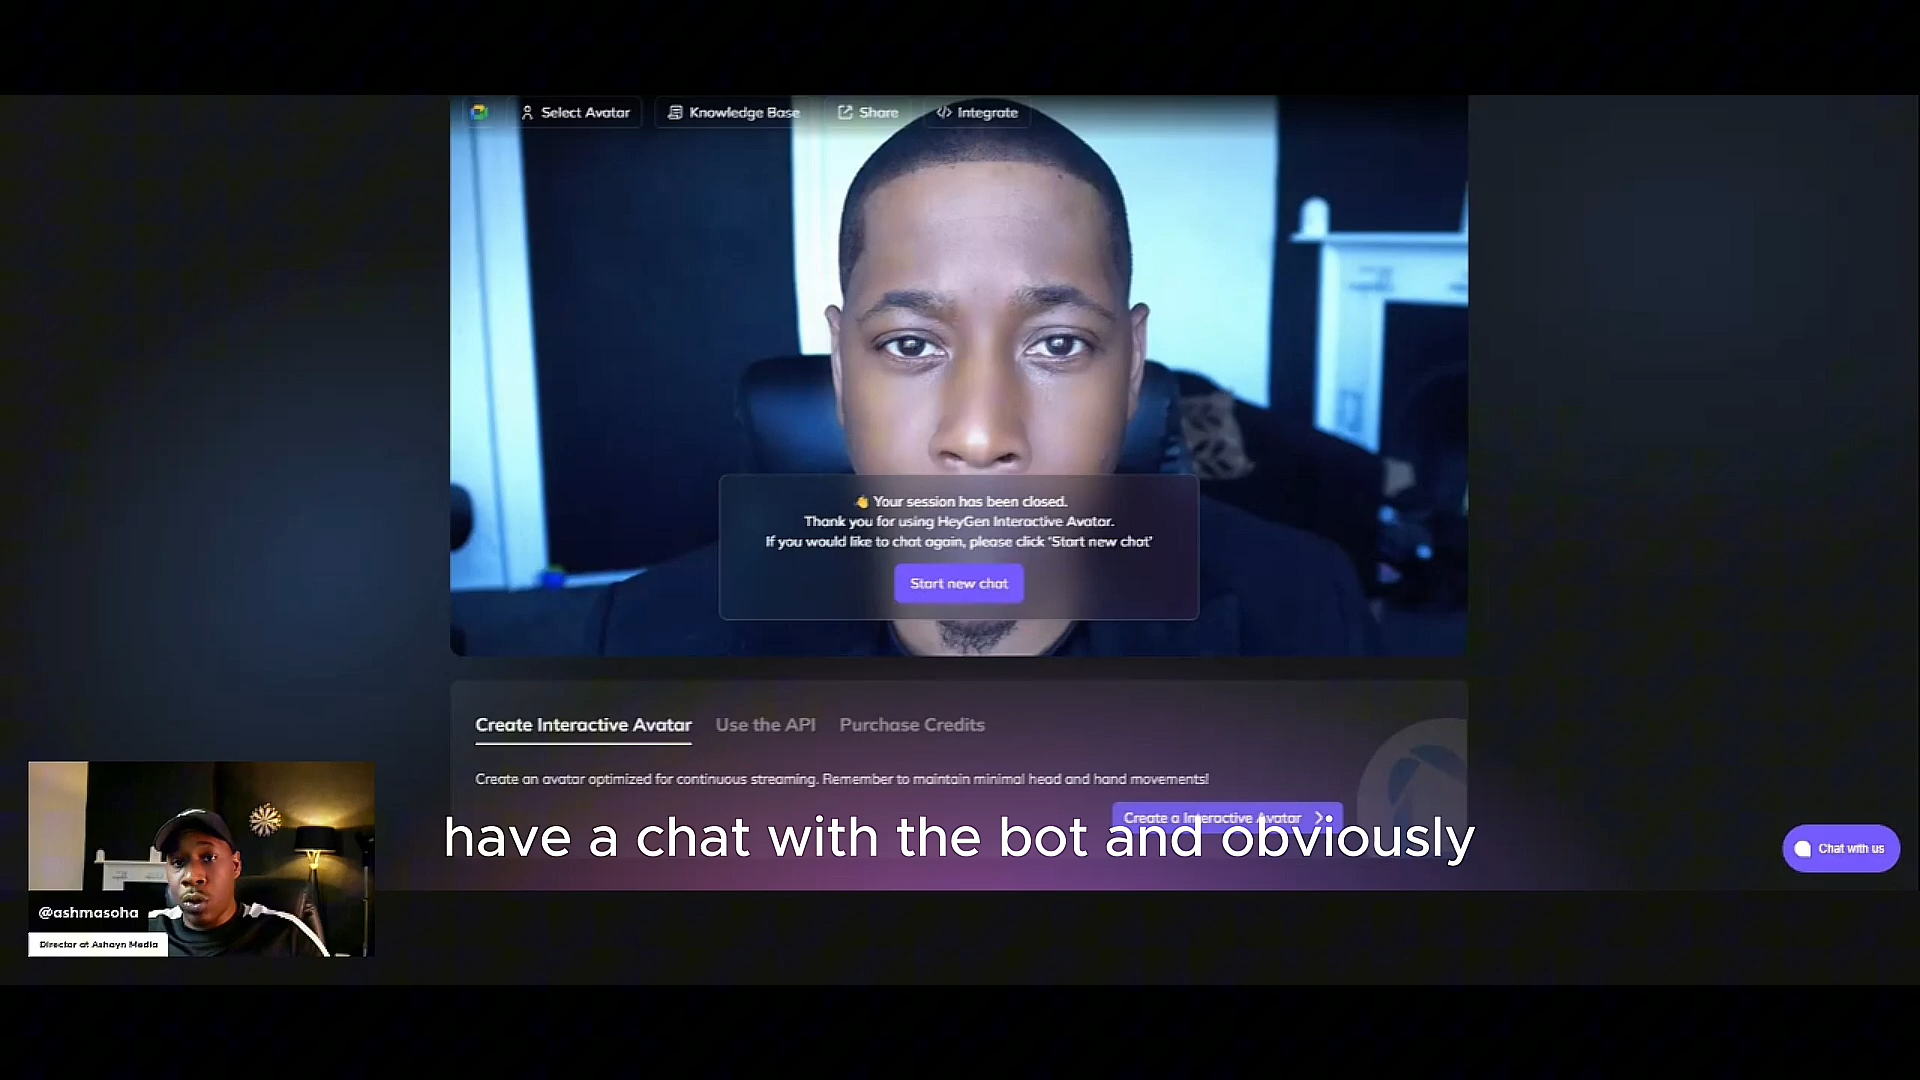 Select Avatar
Knowledge Base
Share
Integrate
Your session has been closed.
Thank you for using HeyGen Interactive Avatar.
If you would like to chat again, please click 'Start new chat'
Start new chat
Create Interactive Avatar
Use the API
Purchase Credits
Create an avatar optimized for continuous streaming. Remember to maintain minimal head and hand movements!
Create a Interactive Avatar
have a chat with the bot and obviously
Chat with us
@ashmasoha
Director at Ashayn Media